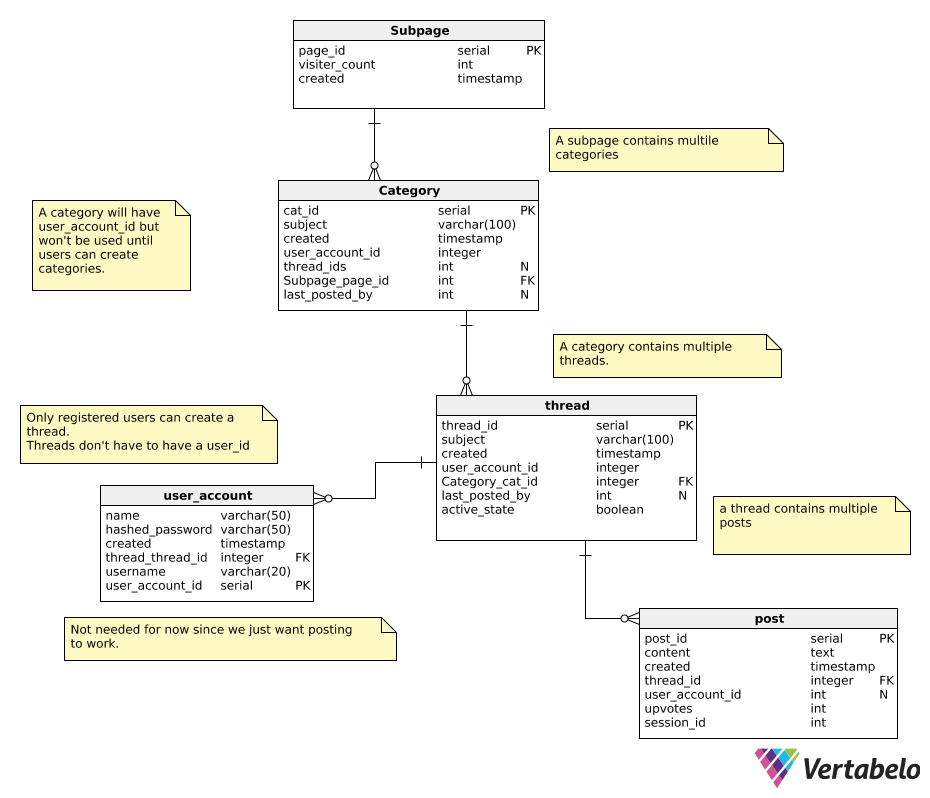 Subpage
page_id serial PK
visiter_count int
created timestamp
A subpage contains multile
categories
Category
cat_id serial PK
subject varchar(100)
created timestamp
user_account_id integer
thread_ids int N
Subpage_page_id int FK
last_posted_by int N
A category will have
user_account_id but
won't be used until
users can create
categories.
A category contains multiple
threads.
thread
thread_id serial PK
subject varchar(100)
created timestamp
user_account_id integer
Category_cat_id integer FK
last_posted_by int N
active_state boolean
Only registered users can create a
thread.
Threads don't have to have a user_id
user_account
name varchar(50)
hashed_password varchar(50)
created timestamp
thread_thread_id integer FK
username varchar(20)
user_account_id serial PK
a thread contains multiple
posts
Not needed for now since we just want posting
to work.
post
post_id serial PK
content text
created timestamp
thread_id integer FK
user_account_id int N
upvotes int
session_id int
Vertabelo